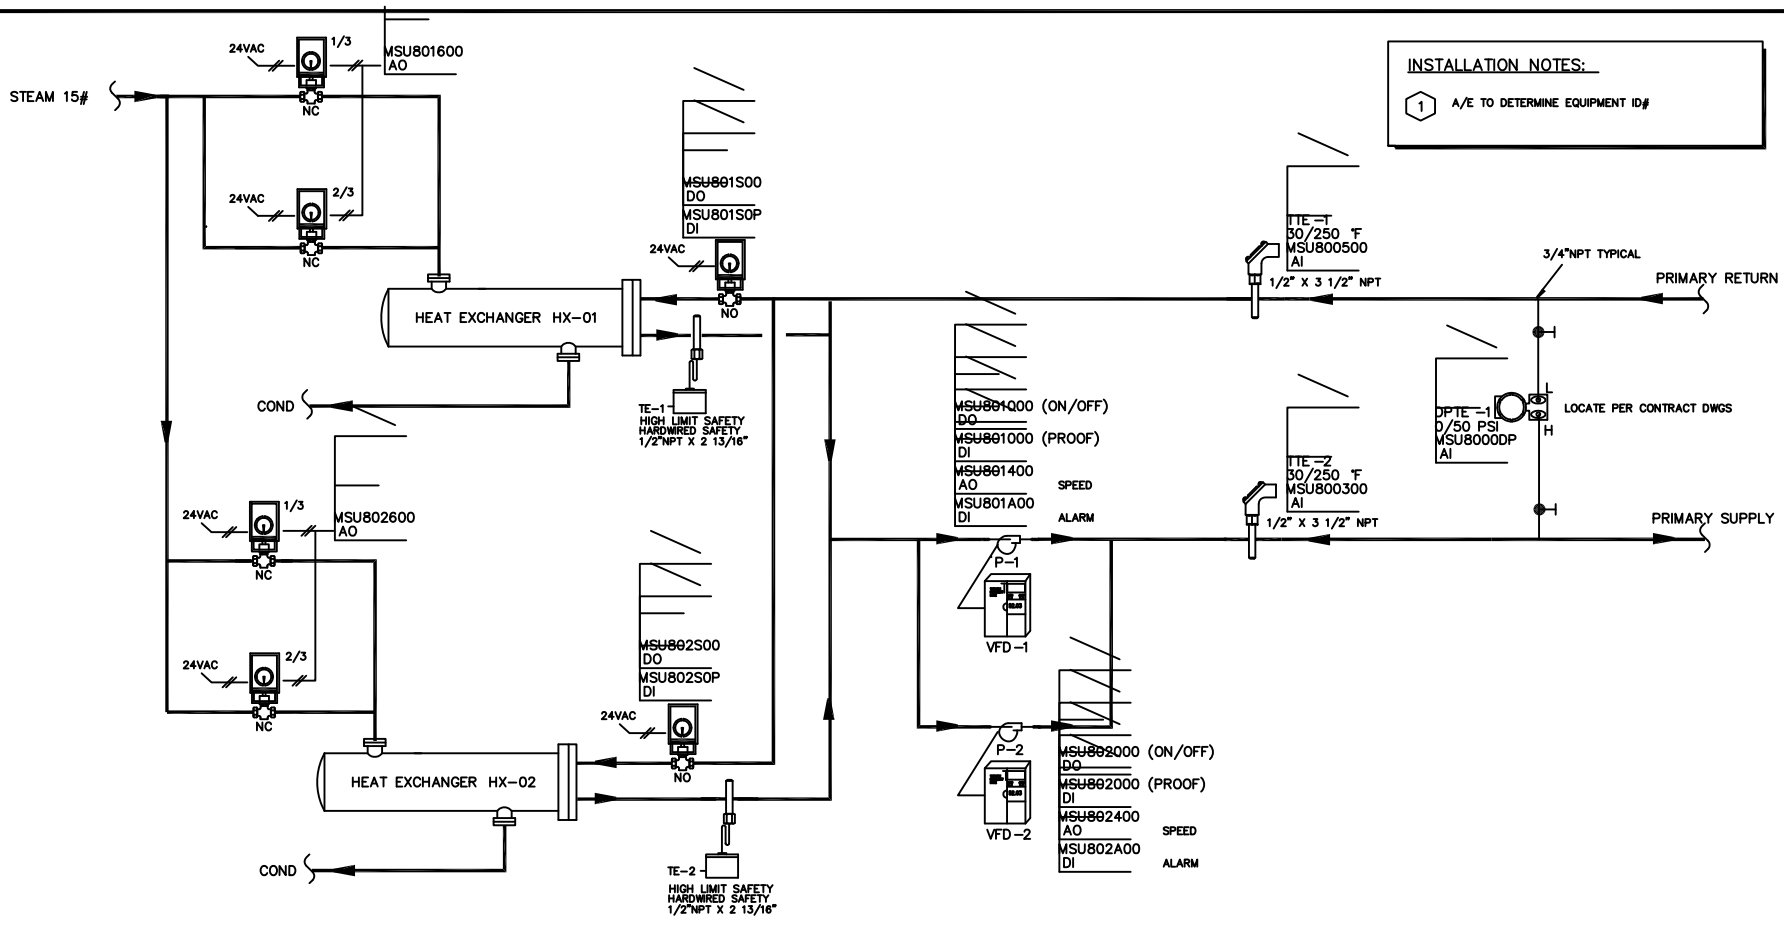 24VAC
1/3
MSU801600
AO
STEAM 15#
NC
24VAC
2/3
NC
INSTALLATION NOTES:
1 A/E TO DETERMINE EQUIPMENT ID#
MSU801S00
DO
MSU801S0P
DI
24VAC
NO
HEAT EXCHANGER HX-01
COND
TE-1
HIGH LIMIT SAFETY
HARDWIRED SAFETY
1/2"NPT X 2 13/16"
TTE-1
30/250 °F
MSU800500
AI
1/2" X 3 1/2" NPT
3/4"NPT TYPICAL
PRIMARY RETURN
DPTE-1
0/50 PSI
MSU8000DP
AI
L
H
LOCATE PER CONTRACT DWGS
TTE-2
30/250 °F
MSU800300
AI
1/2" X 3 1/2" NPT
PRIMARY SUPPLY
MSU801000 (ON/OFF)
DO
MSU801000 (PROOF)
DI
MSU801400
AO SPEED
MSU801A00
DI ALARM
P-1
VFD-1
24VAC
1/3
MSU802600
AO
NC
24VAC
2/3
NC
MSU802S00
DO
MSU802S0P
DI
24VAC
NO
HEAT EXCHANGER HX-02
COND
TE-2
HIGH LIMIT SAFETY
HARDWIRED SAFETY
1/2"NPT X 2 13/16"
P-2
VFD-2
MSU802000 (ON/OFF)
DO
MSU802000 (PROOF)
DI
MSU802400
AO SPEED
MSU802A00
DI ALARM